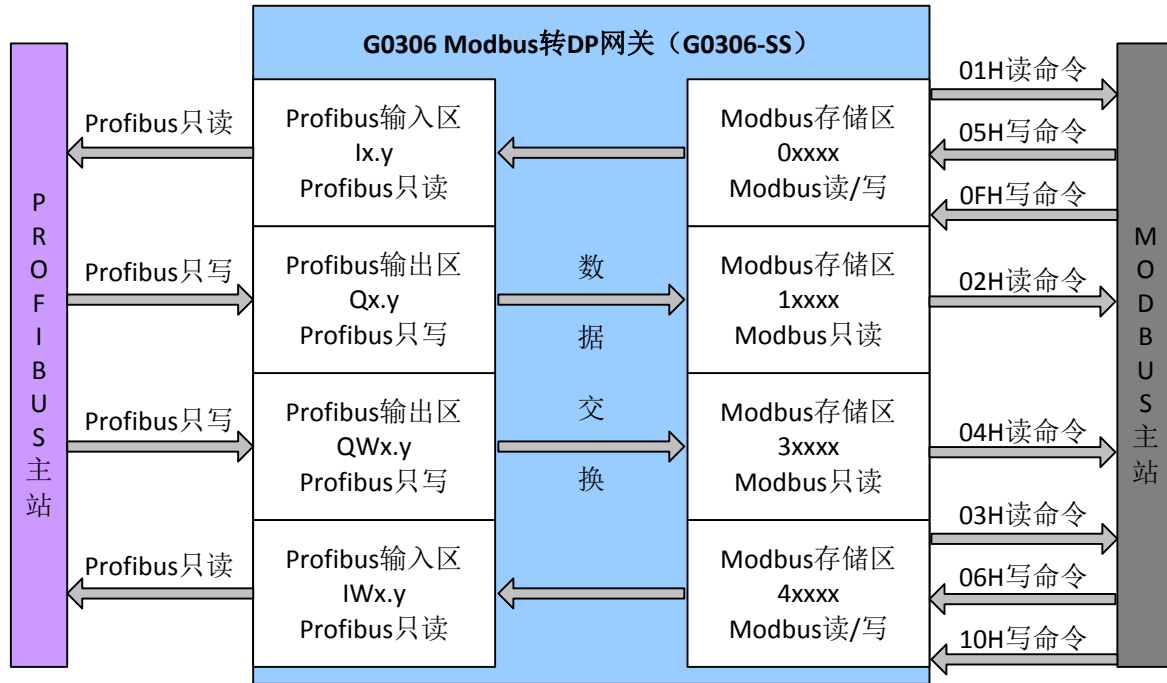 G0306 Modbus转DP网关（G0306-SS）
PROFIBUS主站
Profibus只读
Profibus输入区
Ix.y
Profibus只读
Modbus存储区
0xxxx
Modbus读/写
01H读命令
05H写命令
0FH写命令
Profibus只写
Profibus输出区
Qx.y
Profibus只写
Modbus存储区
1xxxx
Modbus只读
02H读命令
数据交换
Profibus只写
Profibus输出区
QWx.y
Profibus只写
Modbus存储区
3xxxx
Modbus只读
04H读命令
Profibus只读
Profibus输入区
IWx.y
Profibus只读
Modbus存储区
4xxxx
Modbus读/写
03H读命令
06H写命令
10H写命令
MODBUS主站